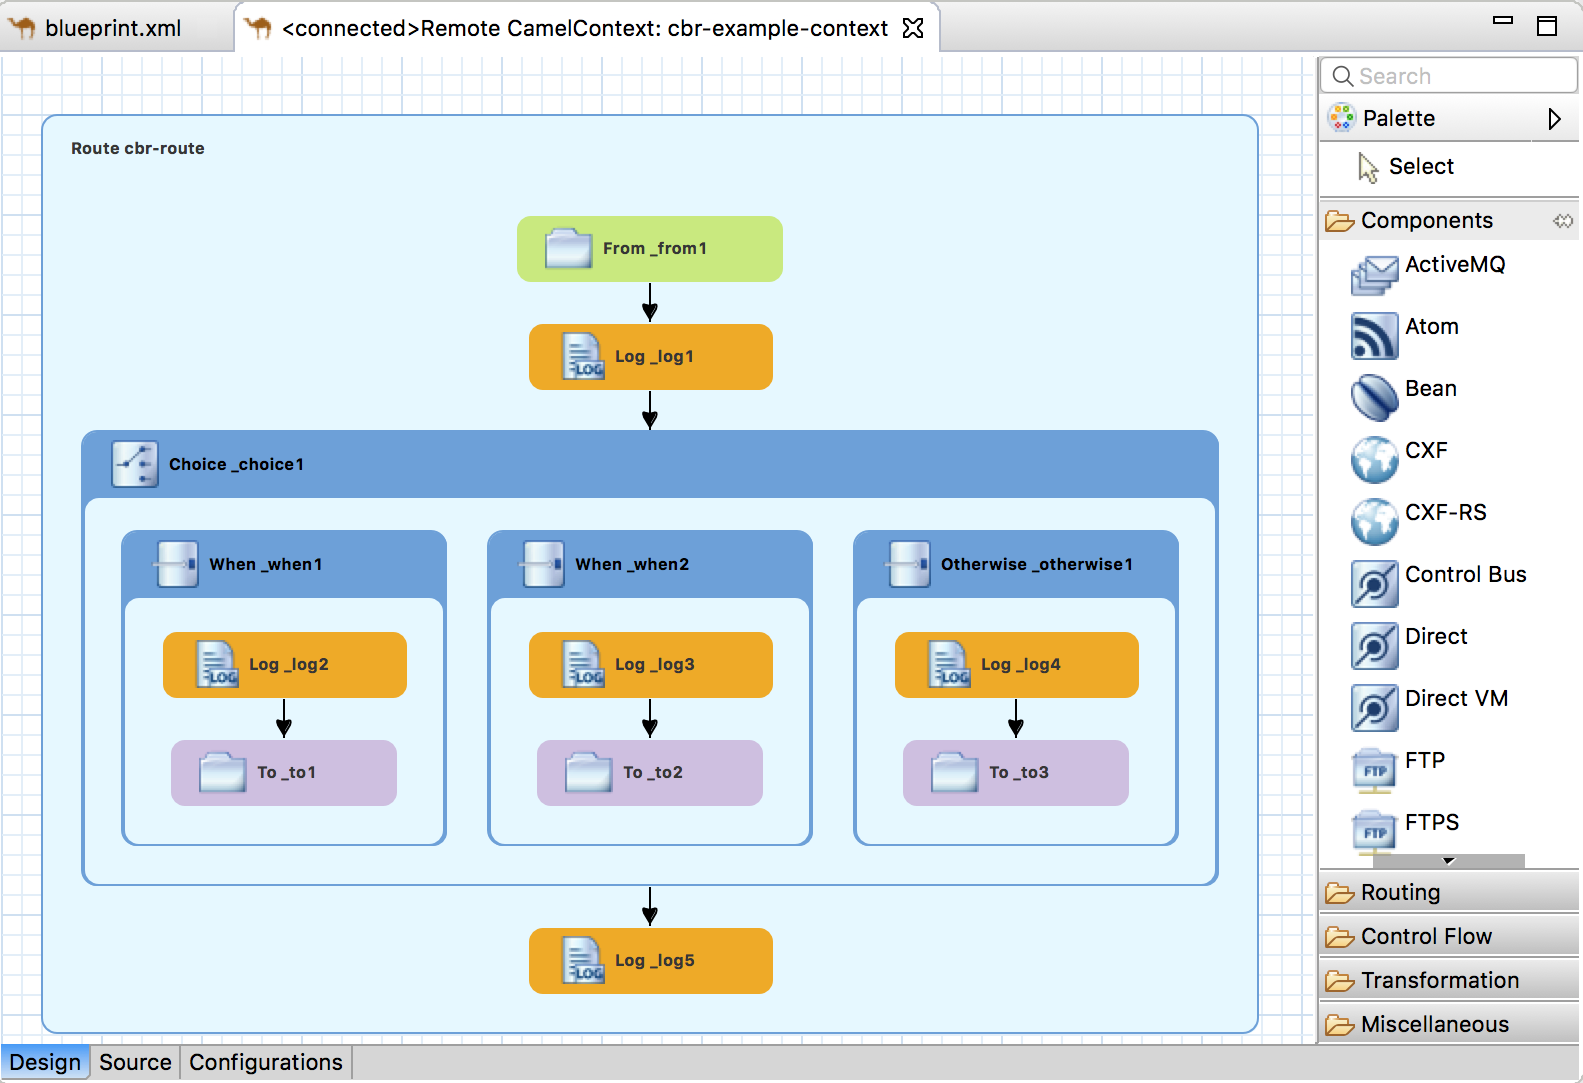 blueprint.xml
<connected>Remote CamelContext: cbr-example-context
Search
Palette
Select
Components
ActiveMQ
Atom
Bean
CXF
CXF-RS
Control Bus
Direct
Direct VM
FTP
FTP
FTPS
FTP
Routing
Control Flow
Transformation
Miscellaneous
Route cbr-route
From _from1
LOG
Log _log1
Choice _choice1
When _when1
LOG
Log _log2
To _to1
When _when2
LOG
Log _log3
To _to2
Otherwise _otherwise1
LOG
Log _log4
To _to3
LOG
Log _log5
Design
Source
Configurations